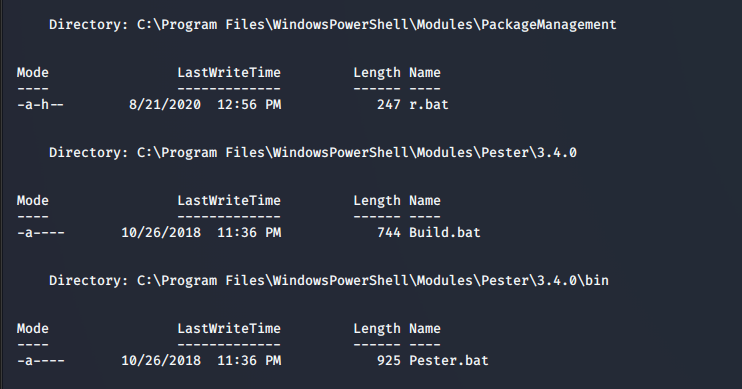 Directory: C:\Program Files\WindowsPowerShell\Modules\PackageManagement
Mode LastWriteTime Length Name
---- ------------- ------ ----
-a-h-- 8/21/2020 12:56 PM 247 r.bat
Directory: C:\Program Files\WindowsPowerShell\Modules\Pester\3.4.0
Mode LastWriteTime Length Name
---- ------------- ------ ----
-a---- 10/26/2018 11:36 PM 744 Build.bat
Directory: C:\Program Files\WindowsPowerShell\Modules\Pester\3.4.0\bin
Mode LastWriteTime Length Name
---- ------------- ------ ----
-a---- 10/26/2018 11:36 PM 925 Pester.bat